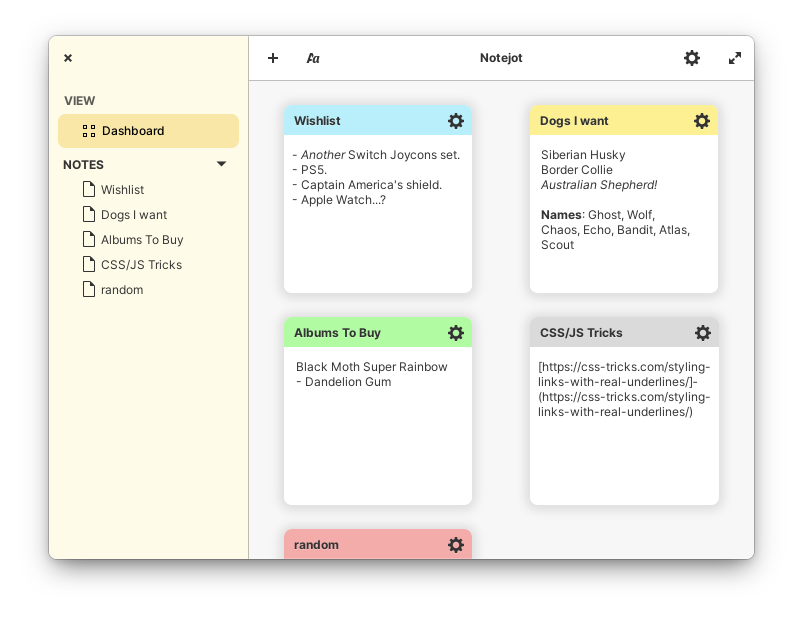 Aa
Notejot
VIEW
Dashboard
NOTES
Wishlist
Dogs I want
Albums To Buy
CSS/JS Tricks
random
Wishlist
- Another Switch Joycons set.
- PS5.
- Captain America's shield.
- Apple Watch...?
Dogs I want
Siberian Husky
Border Collie
Australian Shepherd!
Names: Ghost, Wolf,
Chaos, Echo, Bandit, Atlas,
Scout
Albums To Buy
Black Moth Super Rainbow
- Dandelion Gum
CSS/JS Tricks
[https://css-tricks.com/styling-
links-with-real-underlines/]-
(https://css-tricks.com/styling-
links-with-real-underlines/)
random